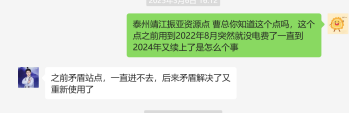 泰州靖江振亚资源点 曹总你知道这个点吗，这个
点之前用到2022年8月突然就没电费了一直到
2024年又续上了是怎么个事
之前矛盾站点，一直进不去，后来矛盾解决了又
重新使用了